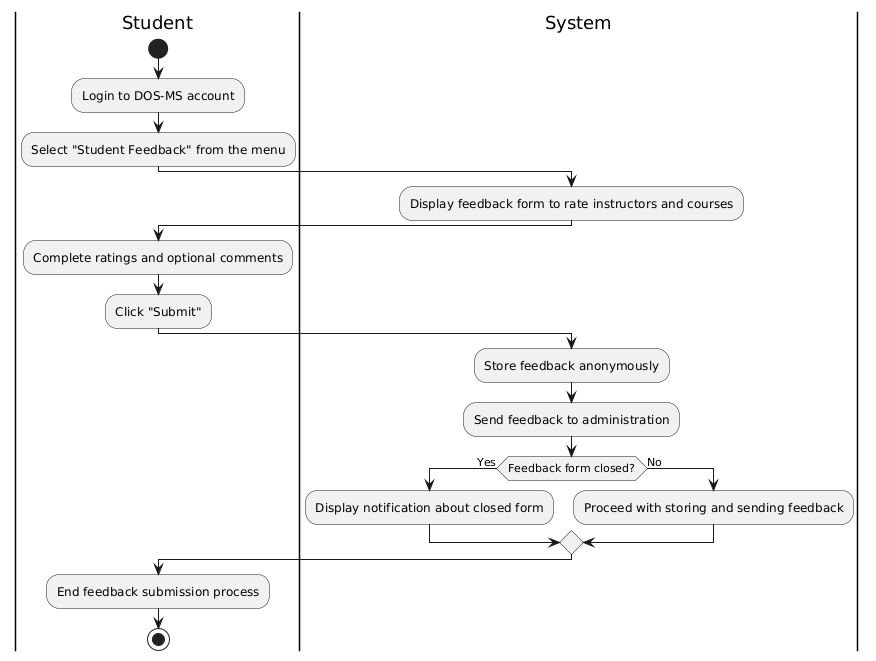 Student
System
Login to DOS-MS account
Select "Student Feedback" from the menu
Display feedback form to rate instructors and courses
Complete ratings and optional comments
Click "Submit"
Store feedback anonymously
Send feedback to administration
Yes
Feedback form closed?
No
Display notification about closed form
Proceed with storing and sending feedback
End feedback submission process